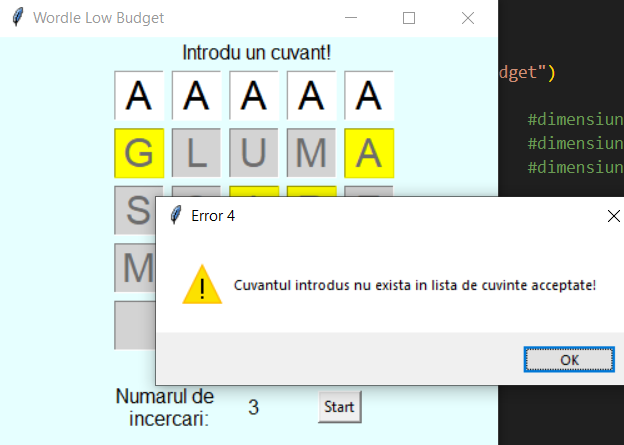 Wordle Low Budget
Introdu un cuvant!
dget")
A A A A A
#dimensiun
G L U M A
#dimensiun
#dimensiun
S
Error 4
M
Cuvantul introdus nu exista in lista de cuvinte acceptate!
OK
Numarul de
incercari:
3
Start